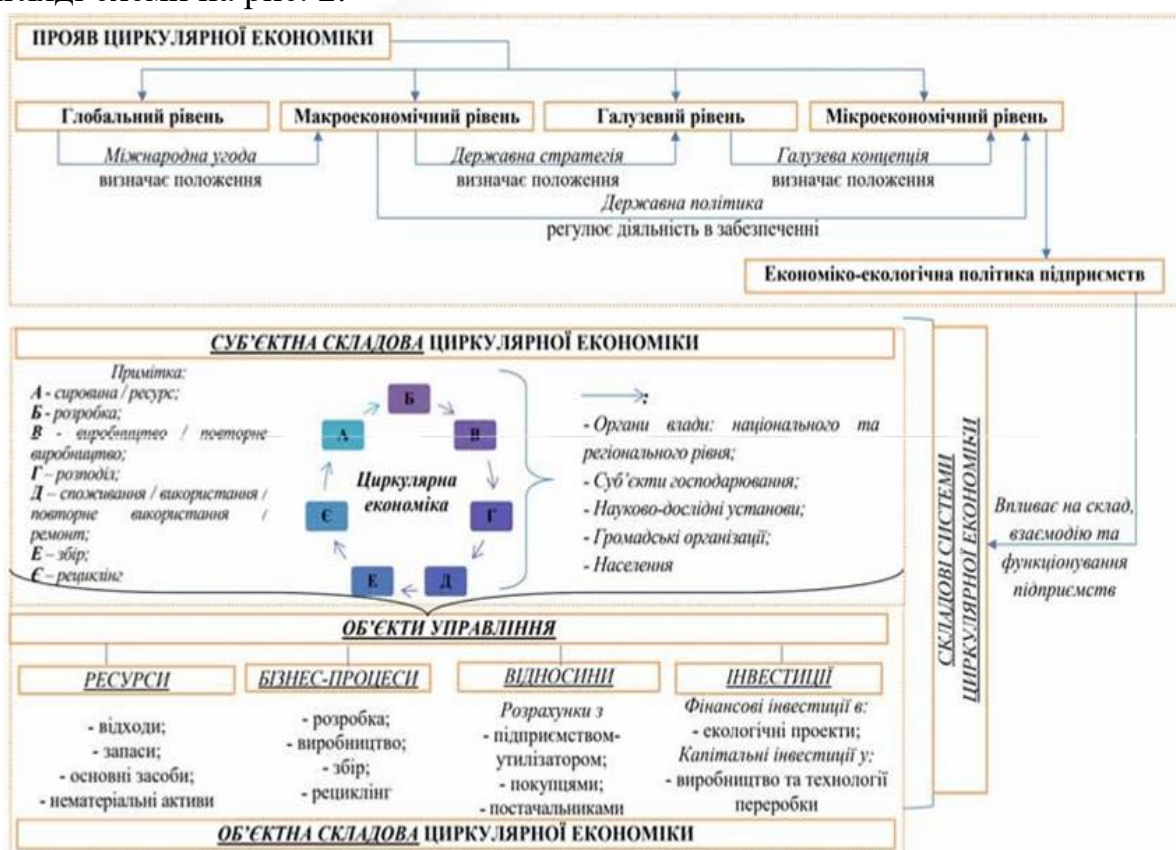 ПРОЯВ ЦИРКУЛЯРНОЇ ЕКОНОМІКИ
Глобальний рівень
Макроекономічний рівень
Галузевий рівень
Мікроекономічний рівень
Міжнародна угода
визначає положення
Державна стратегія
визначає положення
Галузева концепція
визначає положення
Державна політика
регулює діяльність в забезпеченні
Економіко-екологічна політика підприємств
СУБ'ЄКТНА СКЛАДОВА ЦИРКУЛЯРНОЇ ЕКОНОМІКИ
Примітка:
А - сировина / ресурс;
Б - розробка;
В - виробництво / повторне
виробництво;
Г – розподіл;
Д – споживання / використання /
повторне використання /
ремонт;
Е – збір;
Є – рециклінг
А
Б
В
Г
Д
Е
Є
Циркулярна
економіка
:
- Органи влади: національного та
регіонального рівня;
- Суб'єкти господарювання;
- Науково-дослідні установи;
- Громадські організації;
- Населення
СКЛАДОВІ СИСТЕМИ
ЦИРКУЛЯРНОЇ ЕКОНОМІКИ
Впливає на склад,
взаємодію та
функціонування
підприємств
ОБ'ЄКТИ УПРАВЛІННЯ
РЕСУРСИ
- відходи;
- запаси;
- основні засоби;
- нематеріальні активи
БІЗНЕС-ПРОЦЕСИ
- розробка;
- виробництво;
- збір;
- рециклінг
ВІДНОСИНИ
Розрахунки з
- підприємством-
утилізатором;
- покупцями;
- постачальниками
ІНВЕСТИЦІЇ
Фінансові інвестиції в:
- екологічні проекти;
Капітальні інвестиції у:
- виробництво та технології
переробки
ОБ'ЄКТНА СКЛАДОВА ЦИРКУЛЯРНОЇ ЕКОНОМІКИ